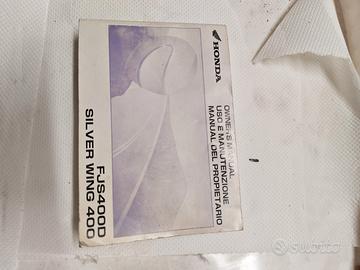 HONDA
OWNER'S MANUAL
USO E MANUTENZIONE
MANUAL DEL PROPIETARIO
FJS400D
SILVER WING 400
subito